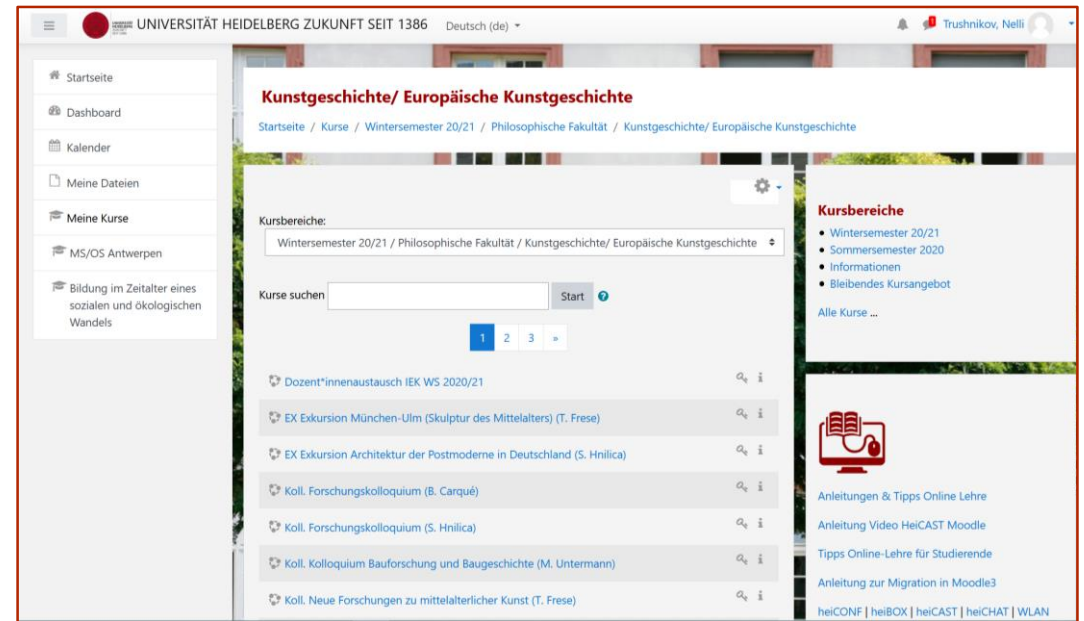 UNIVERSITÄT HEIDELBERG ZUKUNFT SEIT 1386
Deutsch (de)
Trushnikov, Nelli
Startseite
Dashboard
Kalender
Meine Dateien
Meine Kurse
MS/OS Antwerpen
Bildung im Zeitalter eines
sozialen und ökologischen
Wandels
Kunstgeschichte/ Europäische Kunstgeschichte
Startseite / Kurse / Wintersemester 20/21 / Philosophische Fakultät / Kunstgeschichte/ Europäische Kunstgeschichte
Kursbereiche:
Wintersemester 20/21 / Philosophische Fakultät / Kunstgeschichte/ Europäische Kunstgeschichte
Kurse suchen
Start
1 2 3 »
Dozent*innenaustausch IEK WS 2020/21
EX Exkursion München-Ulm (Skulptur des Mittelalters) (T. Frese)
EX Exkursion Architektur der Postmoderne in Deutschland (S. Hnilica)
Koll. Forschungskolloquium (B. Carqué)
Koll. Forschungskolloquium (S. Hnilica)
Koll. Kolloquium Bauforschung und Baugeschichte (M. Untermann)
Koll. Neue Forschungen zu mittelalterlicher Kunst (T. Frese)
Kursbereiche
Wintersemester 20/21
Sommersemester 2020
Informationen
Bleibendes Kursangebot
Alle Kurse ...
Anleitungen & Tipps Online Lehre
Anleitung Video HeiCAST Moodle
Tipps Online-Lehre für Studierende
Anleitung zur Migration in Moodle3
heiCONF | heiBOX | heiCAST | heiCHAT | WLAN